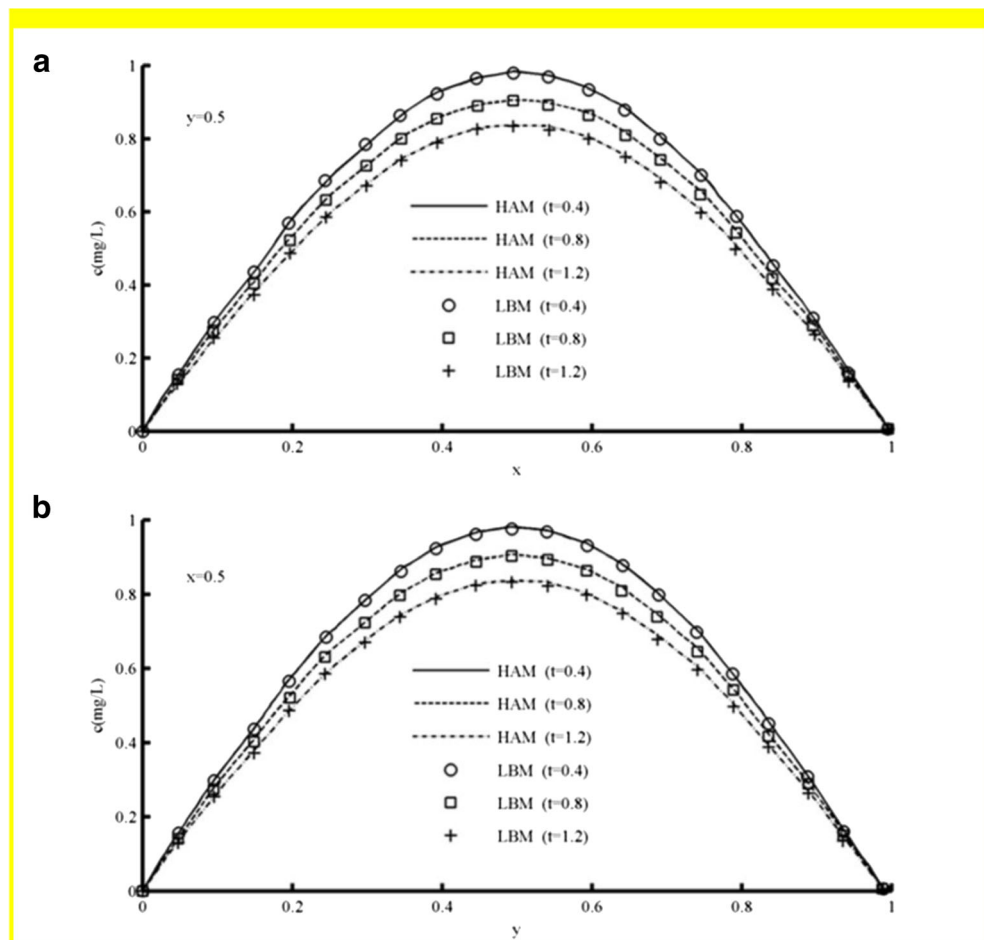 a
1
y=0.5
0.8
0.6
HAM (t=0.4)
c(mg/L)
HAM (t=0.8)
0.4
HAM (t=1.2)
LBM (t=0.4)
LBM (t=0.8)
0.2
LBM (t=1.2)
0
0 0.2 0.4 0.6 0.8 1
x
b
1
x=0.5
0.8
0.6
HAM (t=0.4)
c(mg/L)
HAM (t=0.8)
0.4
HAM (t=1.2)
LBM (t=0.4)
0.2
LBM (t=0.8)
LBM (t=1.2)
0
0 0.2 0.4 0.6 0.8 1
y